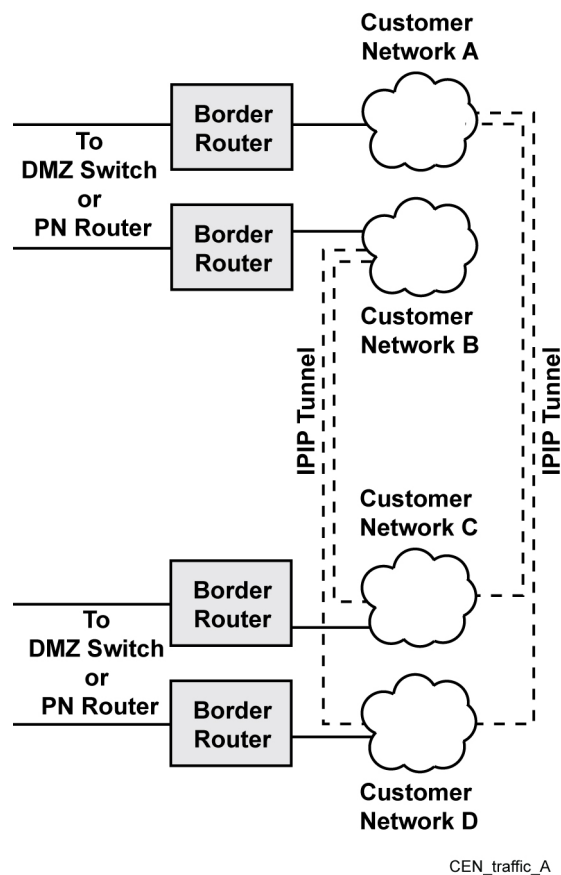 Customer
Network A
Border
Router
To
DMZ Switch
or
PN Router
Border
Router
Customer
Network B
IPIP Tunnel
IPIP Tunnel
Customer
Network C
Border
Router
To
DMZ Switch
or
PN Router
Border
Router
Customer
Network D
CEN_traffic_A